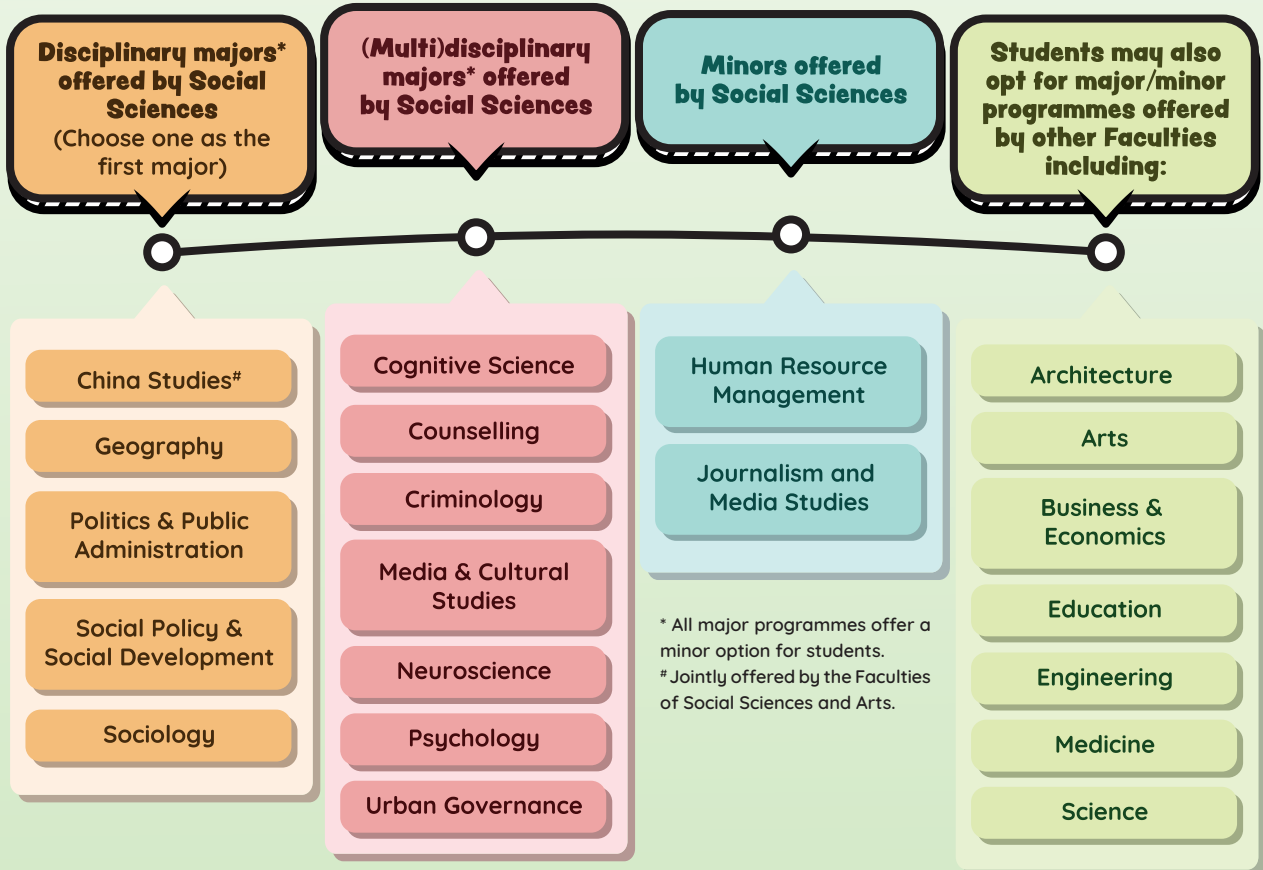 Disciplinary majors*
offered by Social
Sciences
(Choose one as the
first major)
China Studies#
Geography
Politics & Public
Administration
Social Policy &
Social Development
Sociology
(Multi)disciplinary
majors* offered
by Social Sciences
Cognitive Science
Counselling
Criminology
Media & Cultural
Studies
Neuroscience
Psychology
Urban Governance
Minors offered
by Social Sciences
Human Resource
Management
Journalism and
Media Studies
* All major programmes offer a
minor option for students.
# Jointly offered by the Faculties
of Social Sciences and Arts.
Students may also
opt for major/minor
programmes offered
by other Faculties
including:
Architecture
Arts
Business &
Economics
Education
Engineering
Medicine
Science